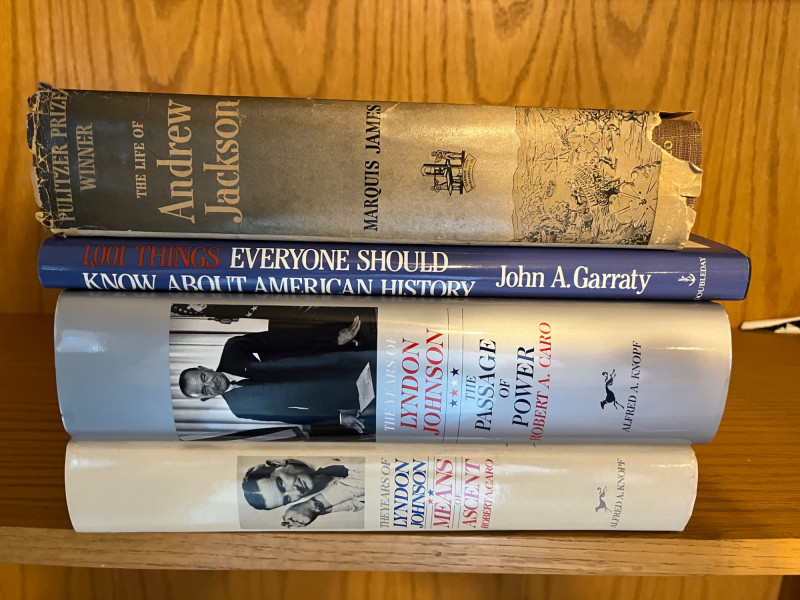 PULITZER PRIZE
WINNER
THE LIFE OF
Andrew
Jackson
MARQUIS JAMES
1,001 THINGS EVERYONE SHOULD
KNOW ABOUT AMERICAN HISTORY
John A. Garraty
DOUBLEDAY
THE YEARS OF
LYNDON
JOHNSON
THE
PASSAGE
OF
POWER
ROBERT A. CARO
ALFRED A. KNOPF
THE YEARS OF
LYNDON
JOHNSON
MEANS
OF
ASCENT
ROBERT A. CARO
ALFRED A. KNOPF